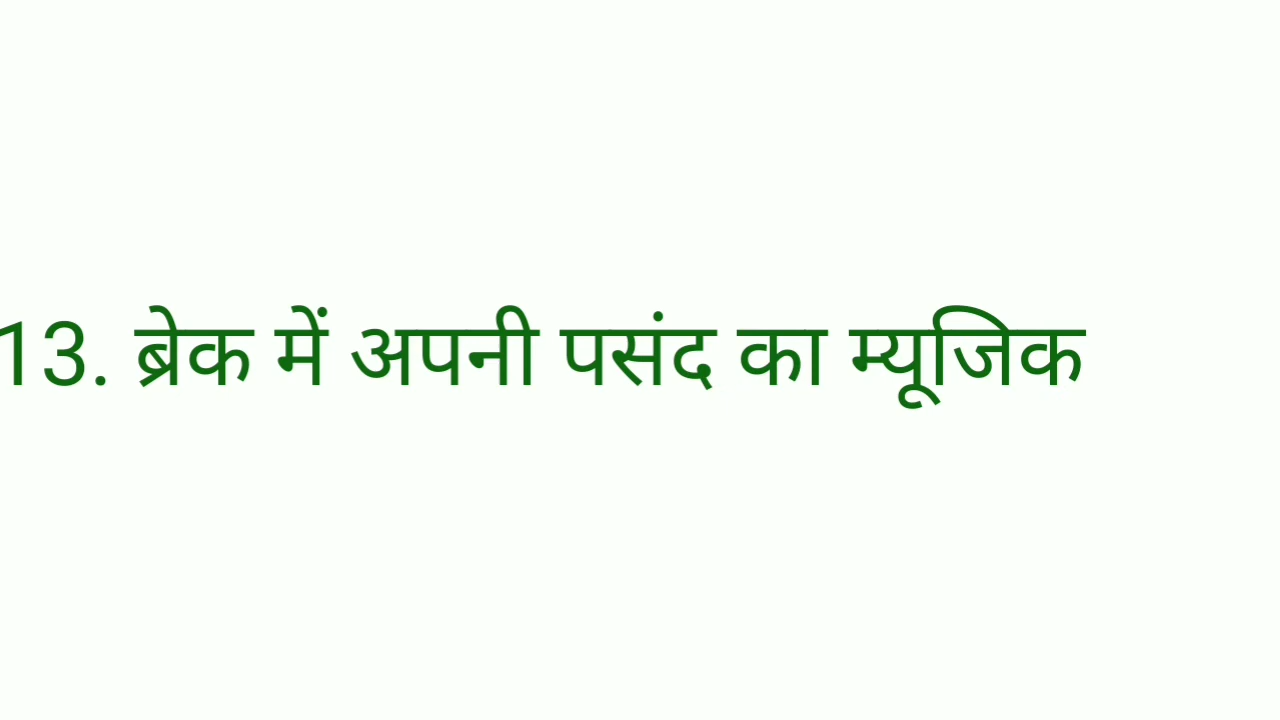 13. ब्रेक में अपनी पसंद का म्यूजिक